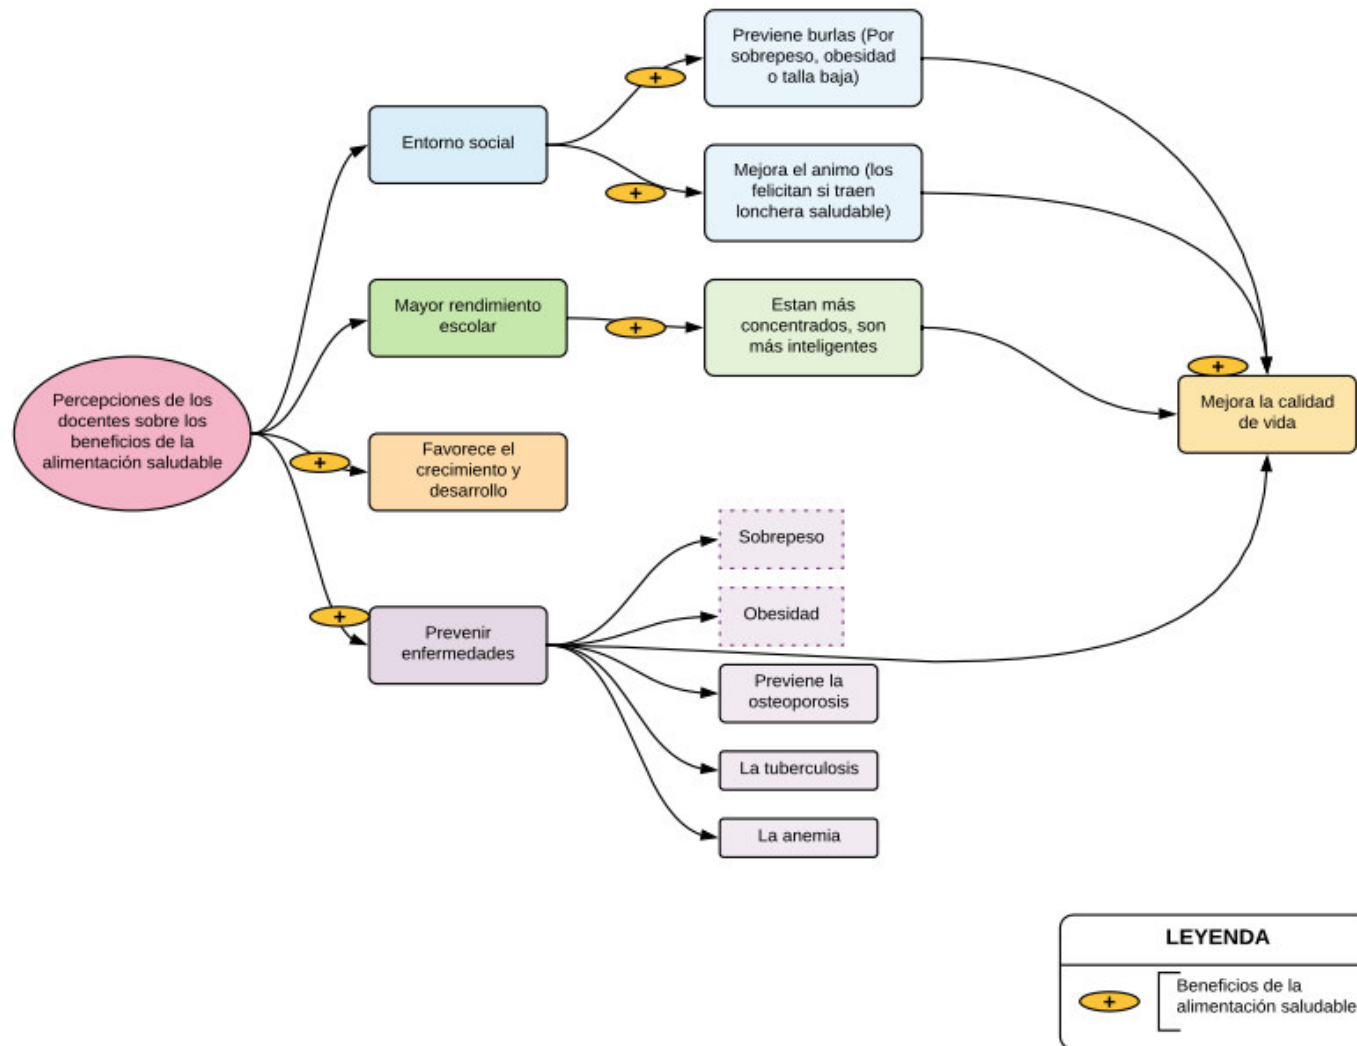 Previene burlas (Por
sobrepeso, obesidad
o talla baja)
+
Entorno social
Mejora el animo (los
felicitan si traen
lonchera saludable)
+
Mayor rendimiento
escolar
+
Estan más
concentrados, son
más inteligentes
+
Mejora la calidad
de vida
Percepciones de los
docentes sobre los
beneficios de la
alimentación saludable
+
Favorece el
crecimiento y
desarrollo
Sobrepeso
Obesidad
+
Prevenir
enfermedades
Previene la
osteoporosis
La tuberculosis
La anemia
LEYENDA
+
Beneficios de la
alimentación saludable